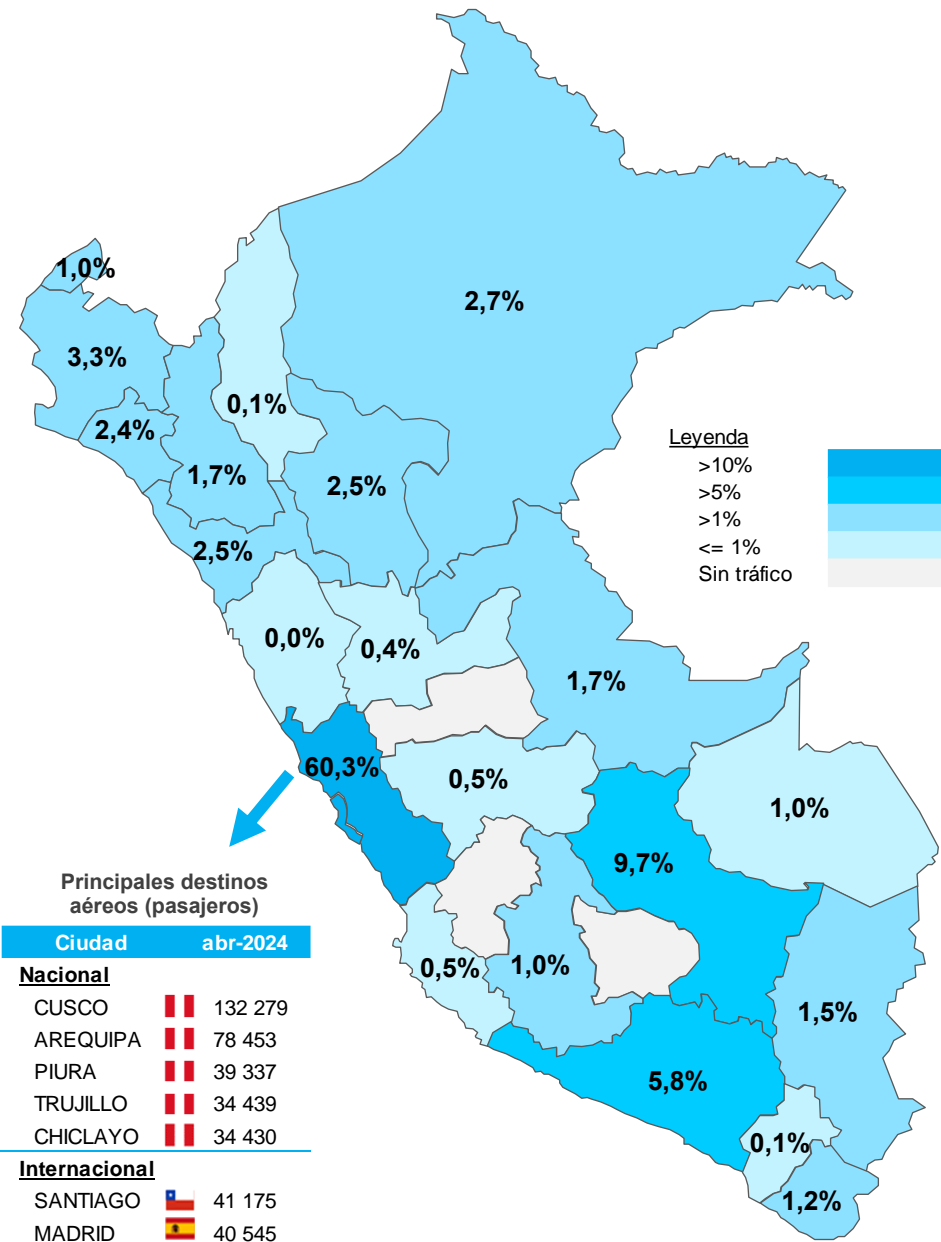 1,0%
2,7%
3,3%
0,1%
2,4%
1,7%
2,5%
2,5%
Leyenda
>10%
>5%
>1%
<= 1%
Sin tráfico
0,0%
0,4%
1,7%
60,3%
0,5%
1,0%
9,7%
0,5%
1,0%
1,5%
5,8%
0,1%
1,2%
Principales destinos
aéreos (pasajeros)
Ciudad abr-2024
Nacional
CUSCO 132 279
AREQUIPA 78 453
PIURA 39 337
TRUJILLO 34 439
CHICLAYO 34 430
Internacional
SANTIAGO 41 175
MADRID 40 545